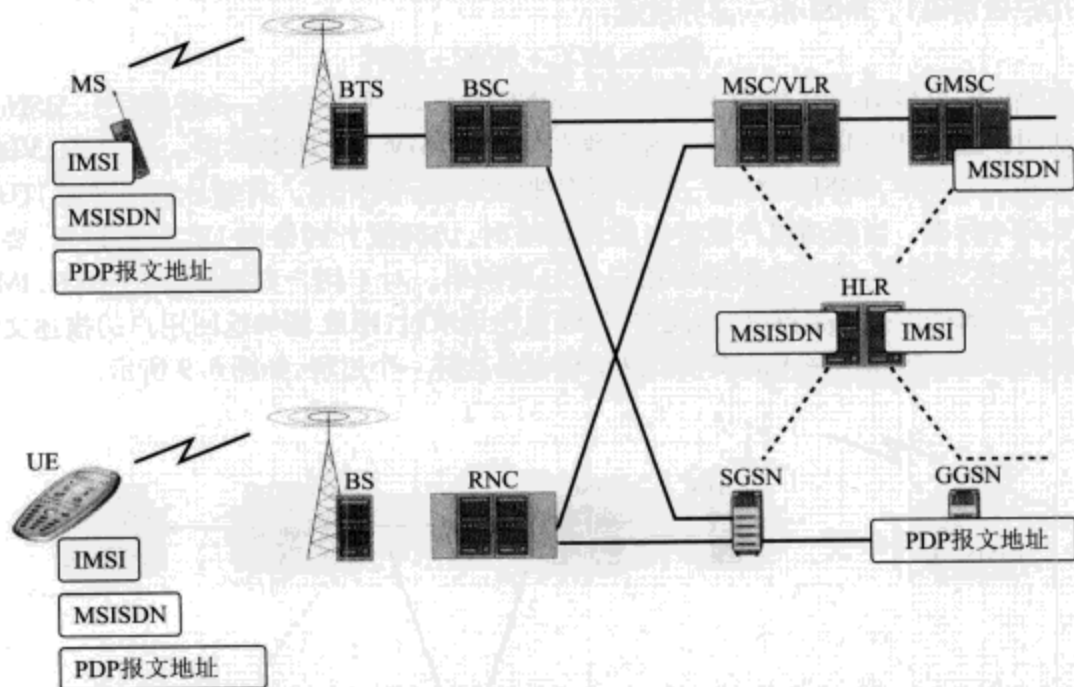 MS
BTS
BSC
MSC/VLR
GMSC
IMSI
MSISDN
PDP报文地址
MSISDN
HLR
MSISDN
IMSI
UE
BS
RNC
SGSN
GGSN
PDP报文地址
IMSI
MSISDN
PDP报文地址